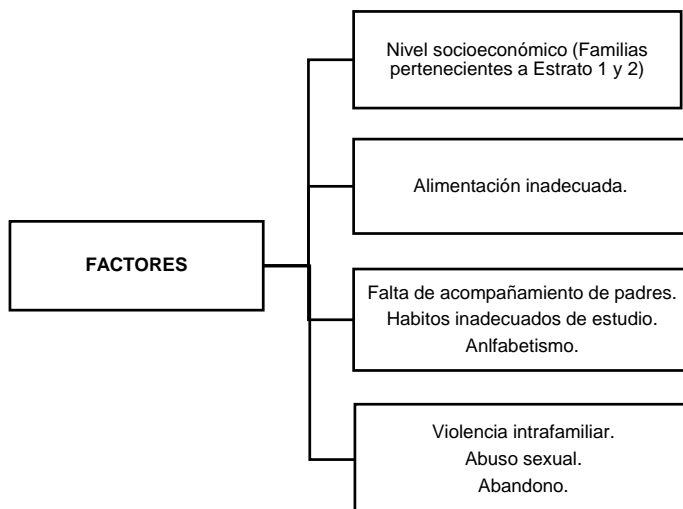 Nivel socioeconómico (Familias
pertenecientes a Estrato 1 y 2)
Alimentación inadecuada.
FACTORES
Falta de acompañamiento de padres.
Habitos inadecuados de estudio.
Anlfabetismo.
Violencia intrafamiliar.
Abuso sexual.
Abandono.